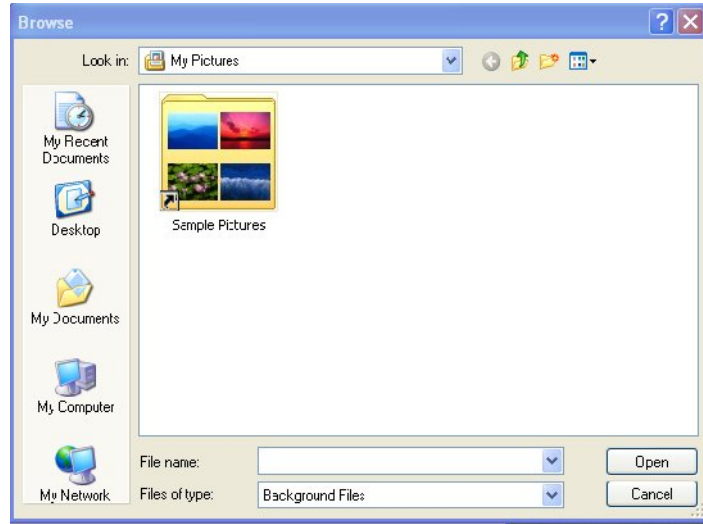 Browse
Look in: My Pictures
My Recent
Documents
Desktop
My Documents
My Computer
My Network
Sample Pictures
File name:
Open
Files of type: Background Files
Cancel